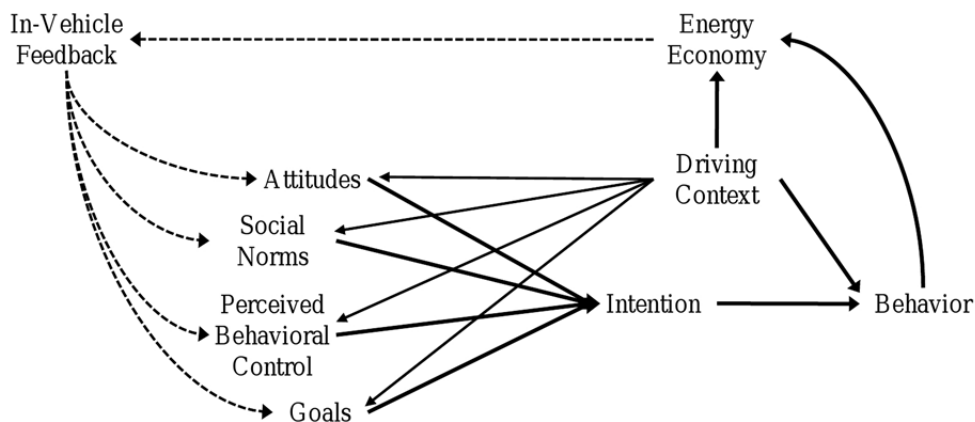 In-Vehicle
Feedback
Energy
Economy
Attitudes
Driving
Context
Social
Norms
Perceived
Behavioral
Control
Intention
Behavior
Goals